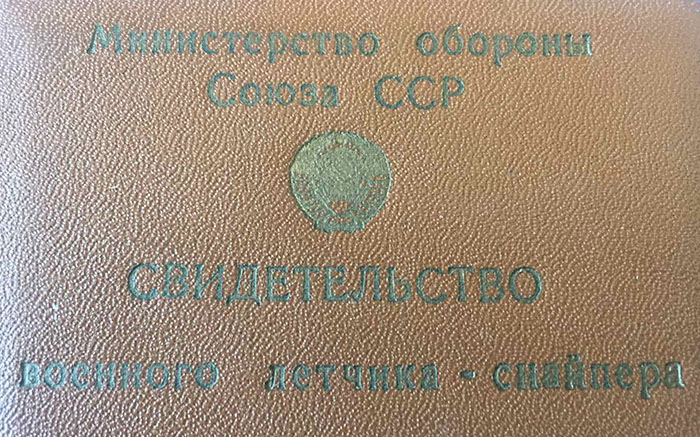 Министерство обороны
Союза ССР
СВИДЕТЕЛЬСТВО
военного летчика - снайпера